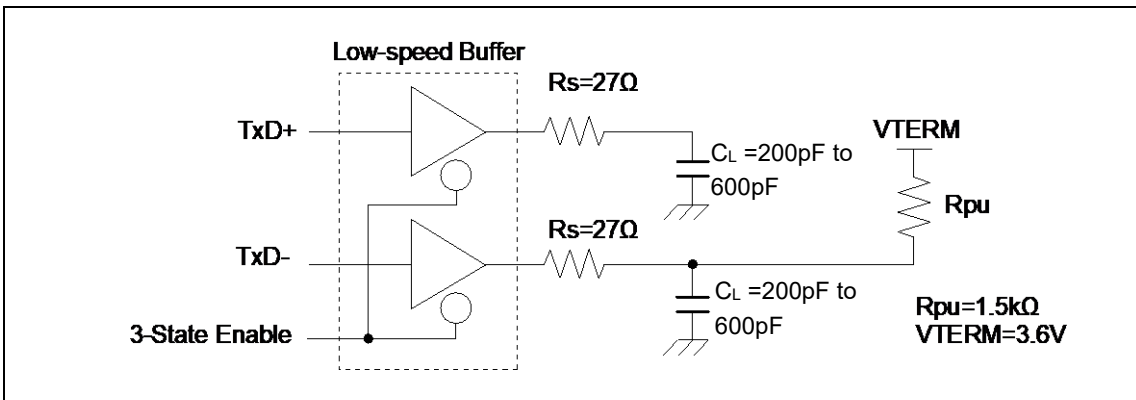 Low-speed Buffer
Rs=27Ω
TxD+
VTERM
CL =200pF to
600pF
Rpu
Rs=27Ω
TxD-
CL =200pF to
600pF
Rpu=1.5kΩ
VTERM=3.6V
3-State Enable